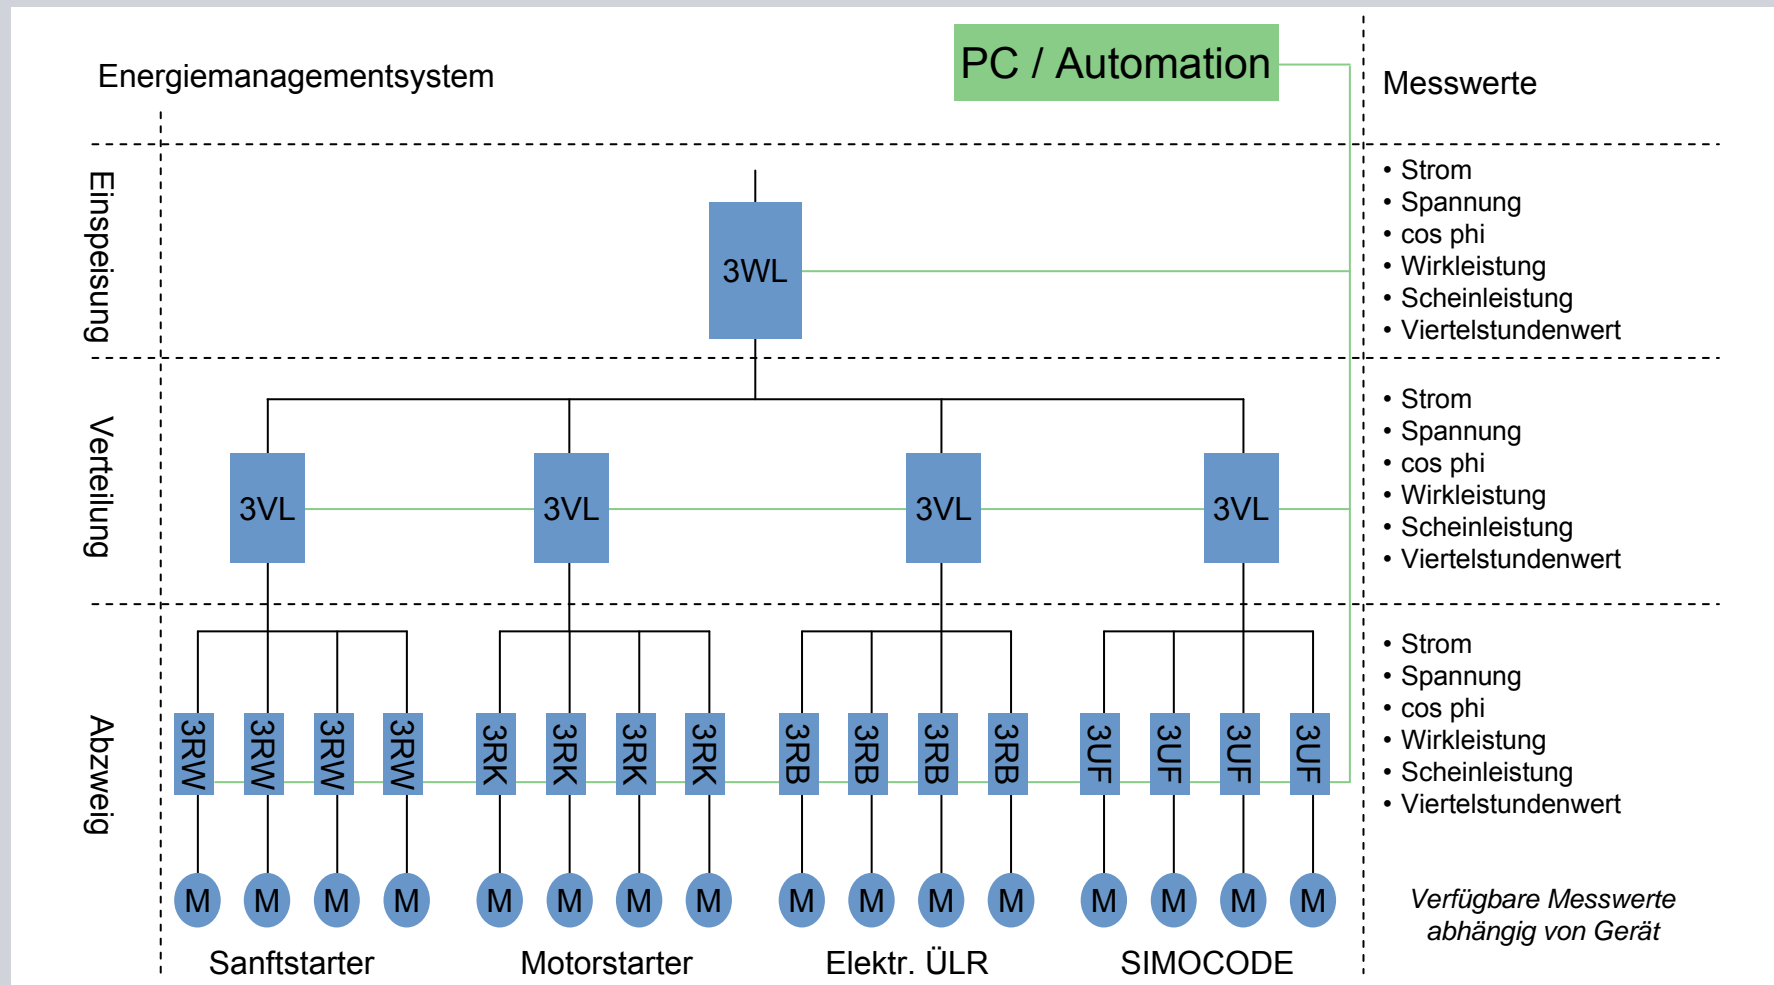 Energiemanagementsystem
PC / Automation
Messwerte
Einspeisung
3WL
• Strom
• Spannung
• cos phi
• Wirkleistung
• Scheinleistung
• Viertelstundenwert
Verteilung
3VL 3VL 3VL 3VL
• Strom
• Spannung
• cos phi
• Wirkleistung
• Scheinleistung
• Viertelstundenwert
Abzweig
3RW 3RW 3RW 3RW 3RK 3RK 3RK 3RK 3RB 3RB 3RB 3RB 3UF 3UF 3UF 3UF
M M M M M M M M M M M M M M M M
Sanftstarter Motorstarter Elektr. ÜLR SIMOCODE
• Strom
• Spannung
• cos phi
• Wirkleistung
• Scheinleistung
• Viertelstundenwert
Verfügbare Messwerte
abhängig von Gerät